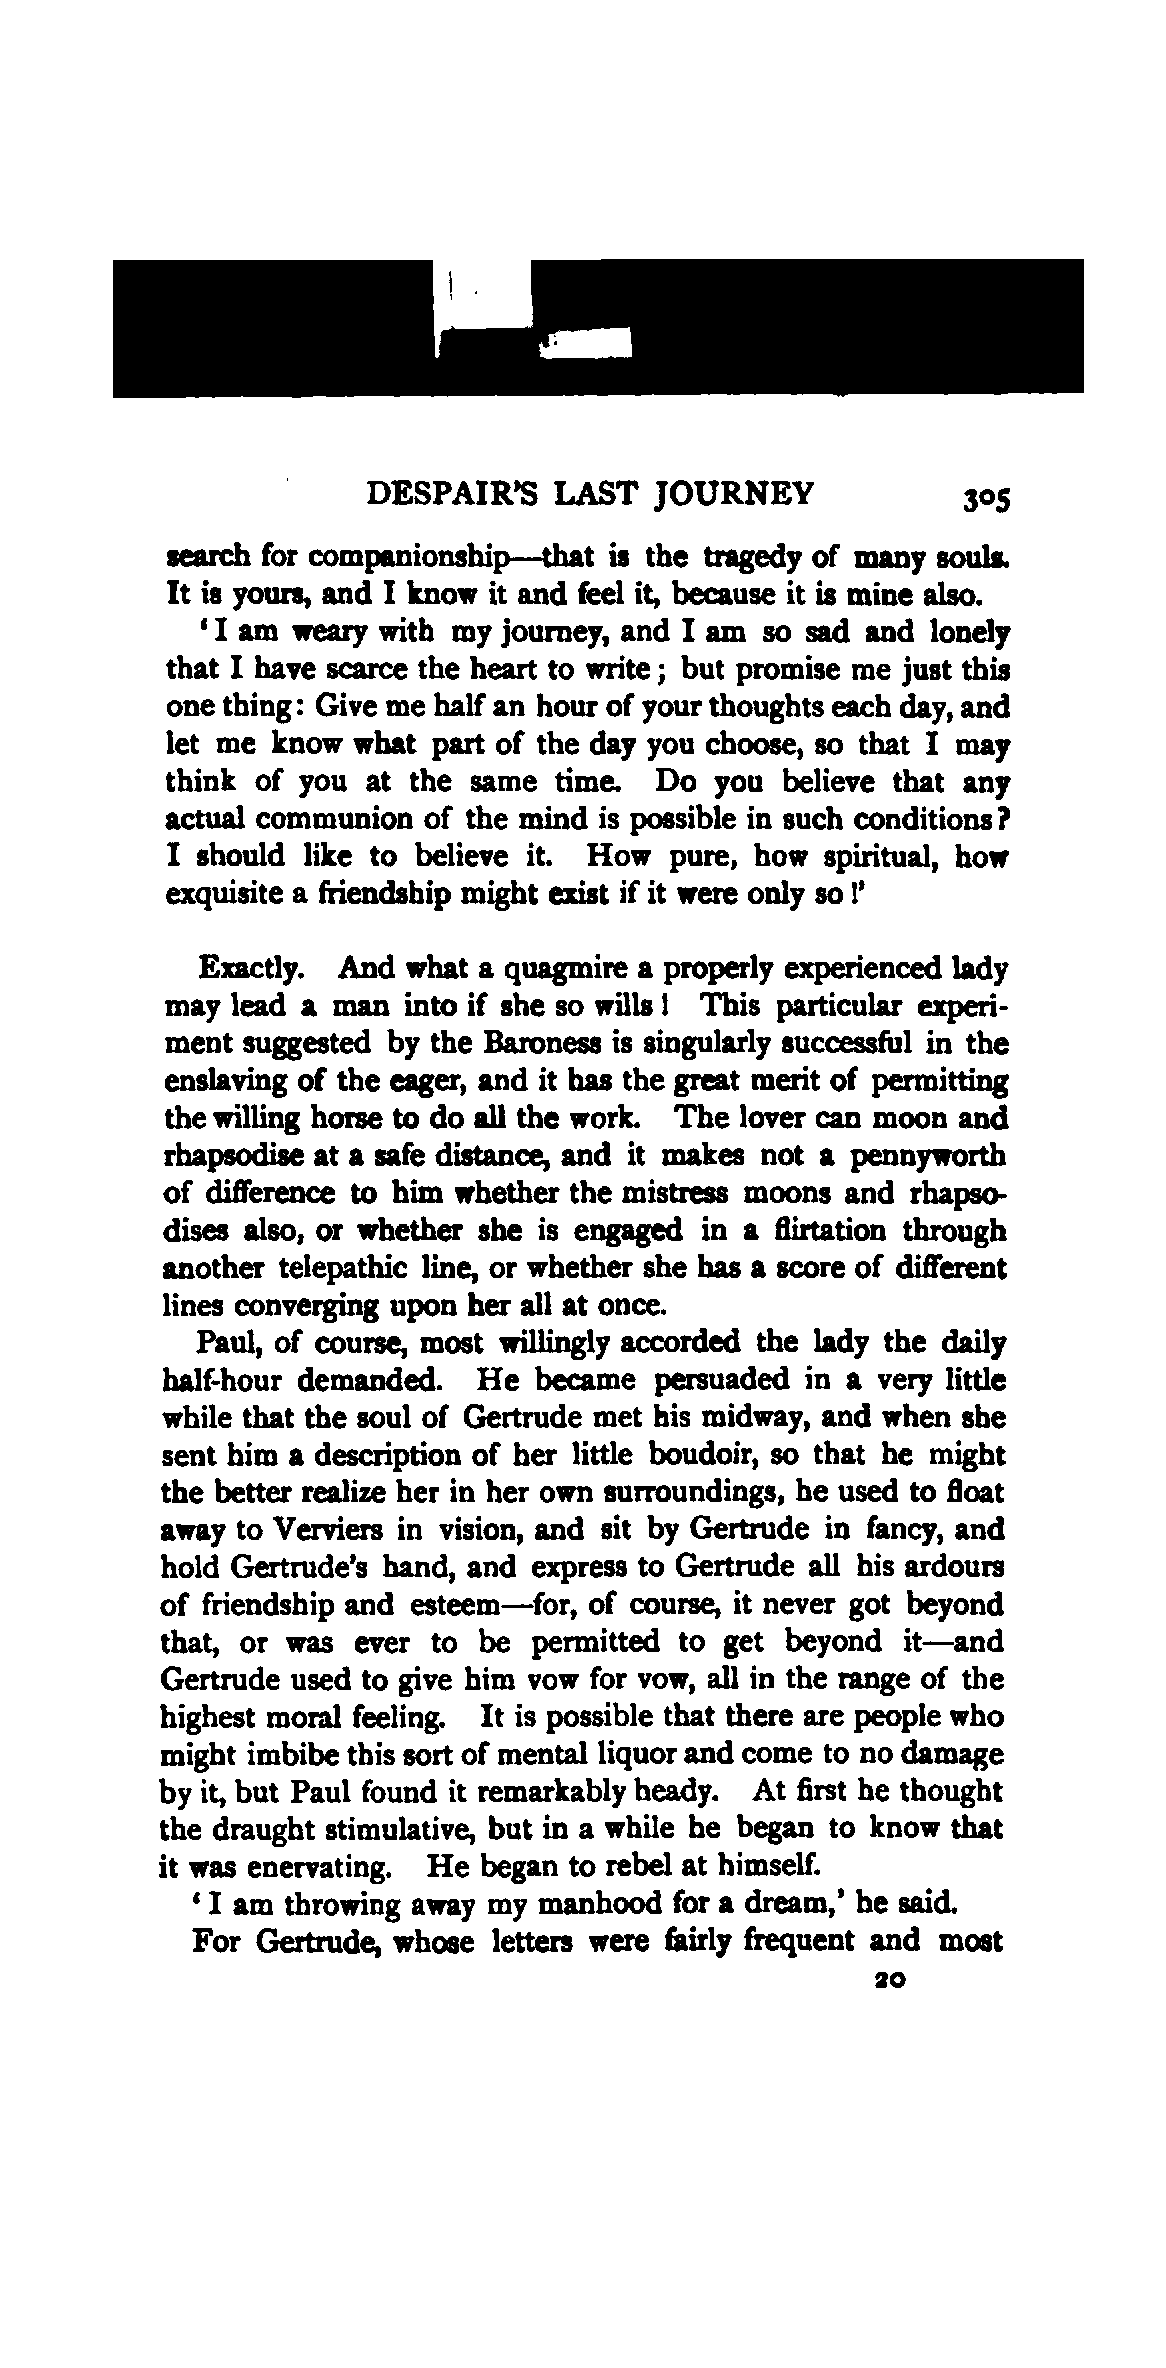 DESPAIR'S LAST JOURNEY 305
search for companionship—that is the tragedy of many souls.
It is yours, and I know it and feel it, because it is mine also.
'I am weary with my journey, and I am so sad and lonely
that I have scarce the heart to write; but promise me just this
one thing: Give me half an hour of your thoughts each day, and
let me know what part of the day you choose, so that I may
think of you at the same time. Do you believe that any
actual communion of the mind is possible in such conditions?
I should like to believe it. How pure, how spiritual, how
exquisite a friendship might exist if it were only so!'
Exactly. And what a quagmire a properly experienced lady
may lead a man into if she so wills! This particular experi-
ment suggested by the Baroness is singularly successful in the
enslaving of the eager, and it has the great merit of permitting
the willing horse to do all the work. The lover can moon and
rhapsodise at a safe distance, and it makes not a pennyworth
of difference to him whether the mistress moons and rhapso-
dises also, or whether she is engaged in a flirtation through
another telepathic line, or whether she has a score of different
lines converging upon her all at once.
Paul, of course, most willingly accorded the lady the daily
half-hour demanded. He became persuaded in a very little
while that the soul of Gertrude met his midway, and when she
sent him a description of her little boudoir, so that he might
the better realize her in her own surroundings, he used to float
away to Verviers in vision, and sit by Gertrude in fancy, and
hold Gertrude's hand, and express to Gertrude all his ardours
of friendship and esteem—for, of course, it never got beyond
that, or was ever to be permitted to get beyond it—and
Gertrude used to give him vow for vow, all in the range of the
highest moral feeling. It is possible that there are people who
might imbibe this sort of mental liquor and come to no damage
by it, but Paul found it remarkably heady. At first he thought
the draught stimulative, but in a while he began to know that
it was enervating. He began to rebel at himself.
'I am throwing away my manhood for a dream,' he said.
For Gertrude, whose letters were fairly frequent and most
20